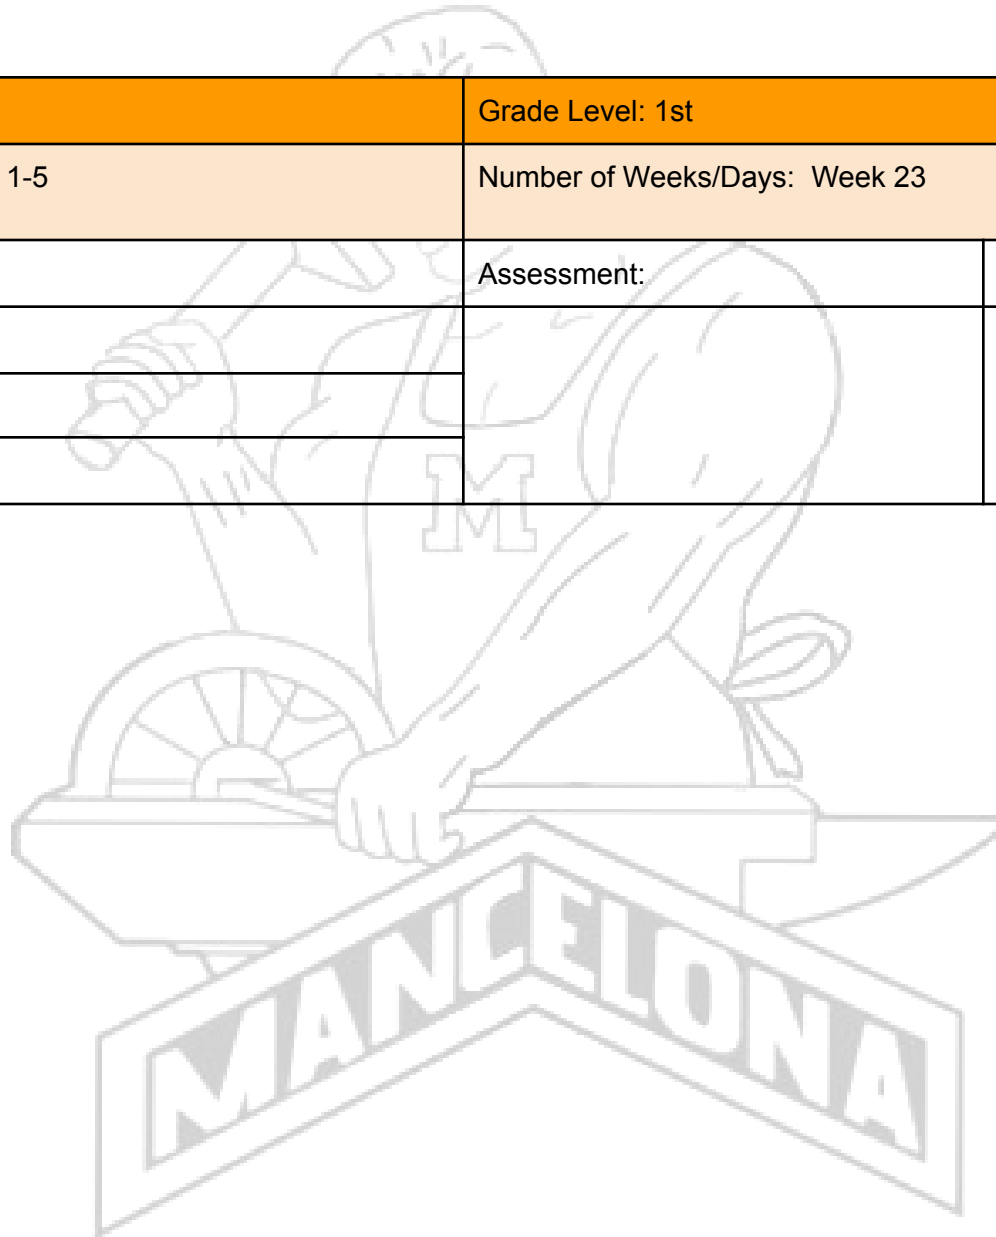 Grade Level: 1st
1-5
Number of Weeks/Days: Week 23
Assessment:
M
MANCELONA